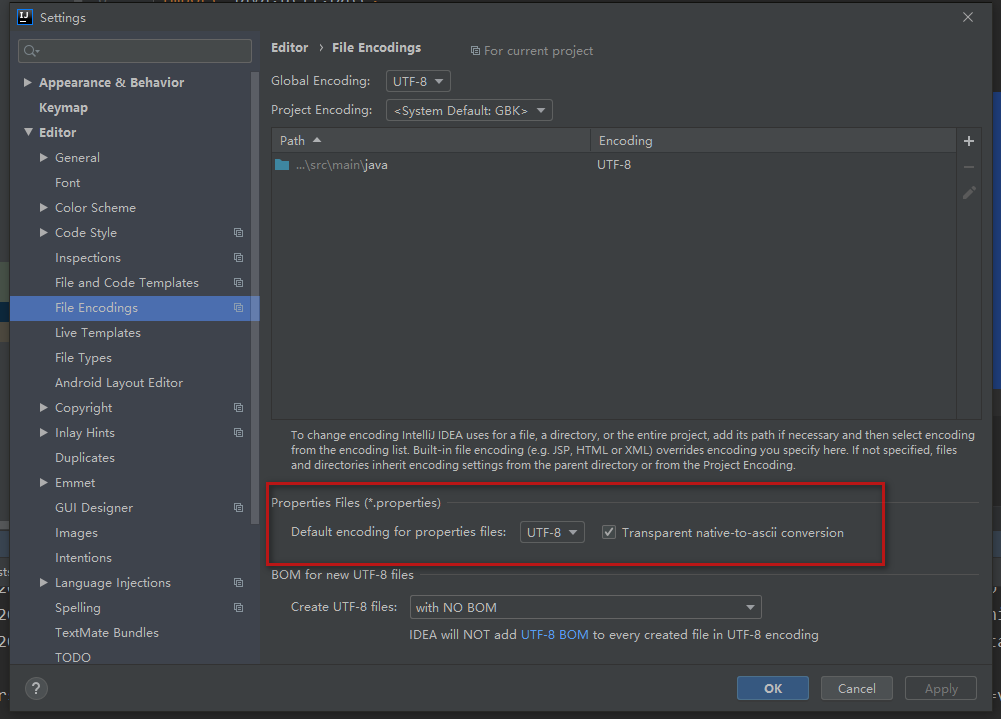 Settings
Editor › File Encodings For current project
Appearance & Behavior
Keymap
Editor
General
Font
Color Scheme
Code Style
Inspections
File and Code Templates
File Encodings
Live Templates
File Types
Android Layout Editor
Copyright
Inlay Hints
Duplicates
Emmet
GUI Designer
Images
Intentions
Language Injections
Spelling
TextMate Bundles
TODO
Global Encoding: UTF-8
Project Encoding: <System Default: GBK>
Path Encoding
...\src\main\java UTF-8
To change encoding IntelliJ IDEA uses for a file, a directory, or the entire project, add its path if necessary and then select encoding
from the encoding list. Built-in file encoding (e.g. JSP, HTML or XML) overrides encoding you specify here. If not specified, files
and directories inherit encoding settings from the parent directory or from the Project Encoding.
Properties Files (*.properties)
Default encoding for properties files: UTF-8 Transparent native-to-ascii conversion
BOM for new UTF-8 files
Create UTF-8 files: with NO BOM
IDEA will NOT add UTF-8 BOM to every created file in UTF-8 encoding
? OK Cancel Apply